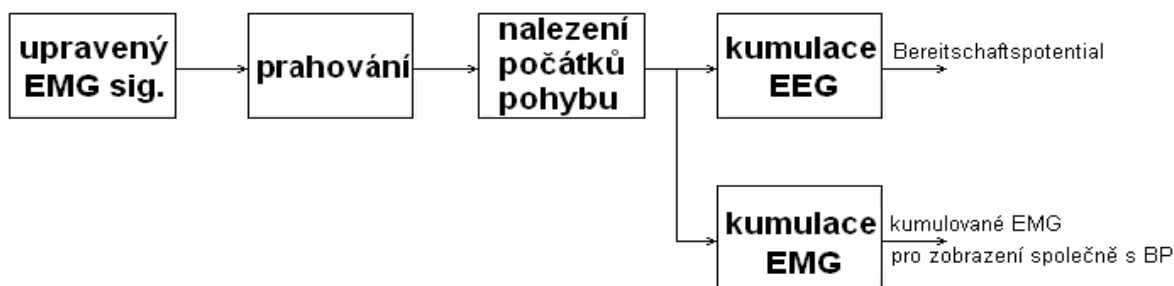 upravený
EMG sig.
prahování
nalezení
počátků
pohybu
kumulace
EEG
Bereitschaftspotential
kumulace
EMG
kumulované EMG
pro zobrazení společně s BP